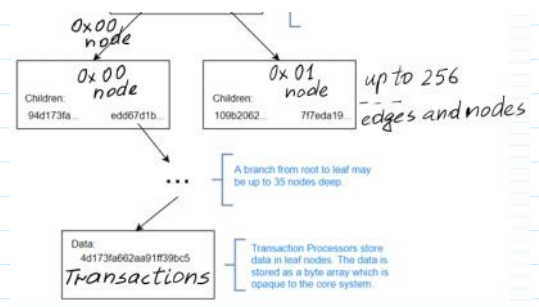 0x00
node
0x00
node
Children:
94d173fa... edd67d1b...
0x01
node
Children:
109b2062... 7f7eda19...
up to 256
edges and nodes
...
A branch from root to leaf may
be up to 35 nodes deep.
Data:
4d173fa662aa91ff39bc5
Transactions
Transaction Processors store
data in leaf nodes. The data is
stored as a byte array which is
opaque to the core system.